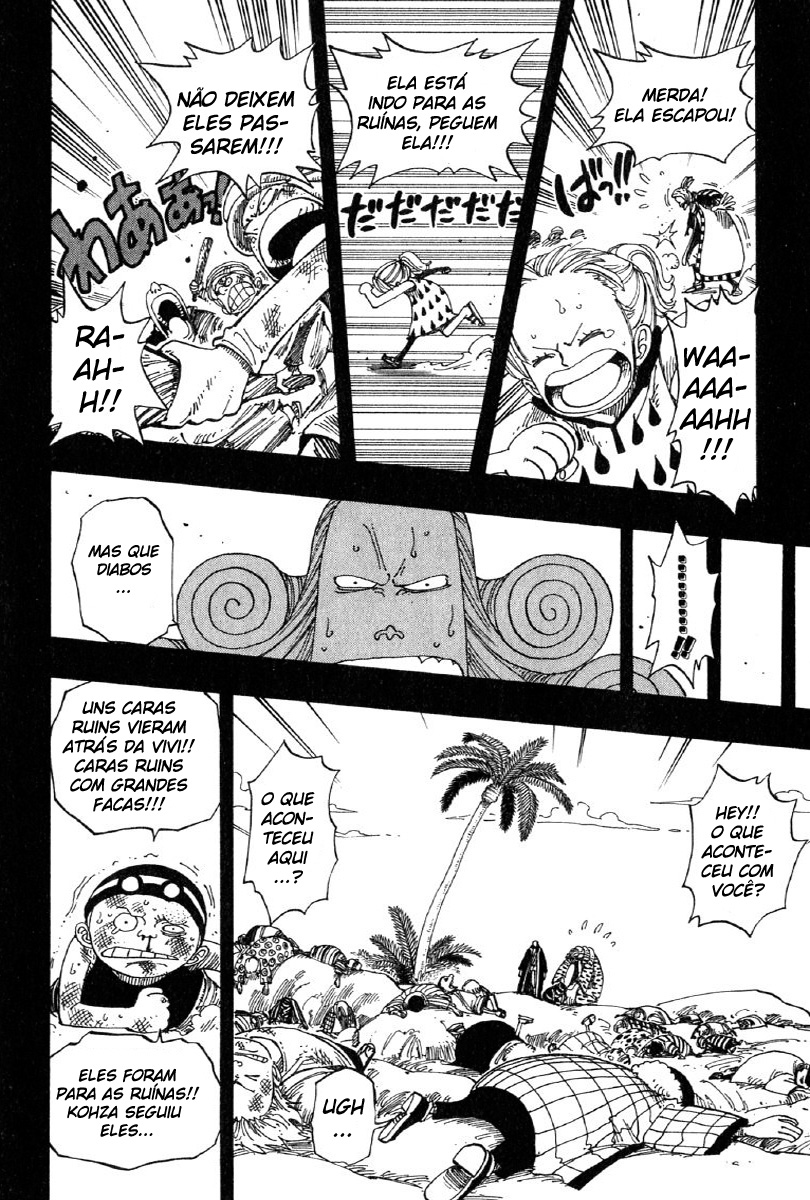 MERDA!
ELA ESCAPOU!
ばっ!!
WAA-
AAA-
AAHH
!!!
ELA ESTÁ
INDO PARA AS
RUÍNAS, PEGUEM
ELA!!!
だだだだだ
NÃO DEIXEM
ELES PAS-
SAREM!!!
わああぁっ!
RA-
AH-
H!!
..........!!
MAS QUE
DIABOS
...
HEY!!
O QUE
ACONTE-
CEU COM
VOCÊ?
O QUE
ACON-
TECEU
AQUI
...?
UGH
...
UNS CARAS
RUINS VIERAM
ATRÁS DA VIVI!!
CARAS RUINS
COM GRANDES
FACAS!!!
ELES FORAM
PARA AS RUÍNAS!!
KOHZA SEGUIU
ELES...